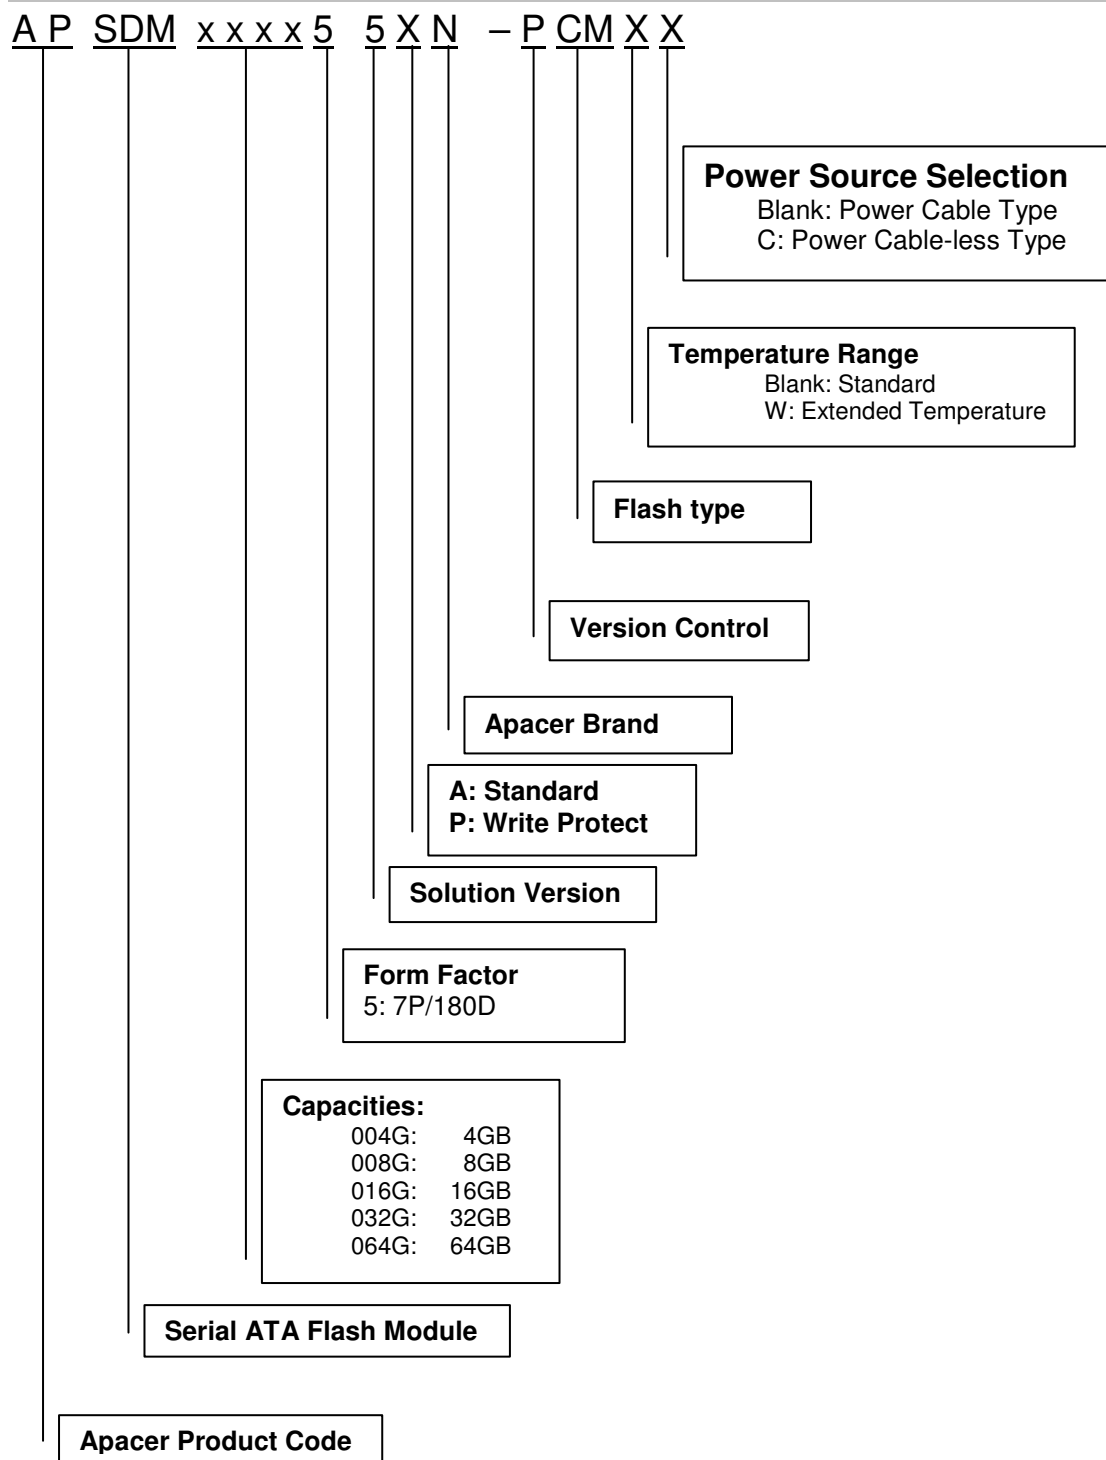 A P SDM x x x x 5 5 X N – P CM X X
Power Source Selection
Blank: Power Cable Type
C: Power Cable-less Type
Temperature Range
Blank: Standard
W: Extended Temperature
Flash type
Version Control
Apacer Brand
A: Standard
P: Write Protect
Solution Version
Form Factor
5: 7P/180D
Capacities:
004G: 4GB
008G: 8GB
016G: 16GB
032G: 32GB
064G: 64GB
Serial ATA Flash Module
Apacer Product Code